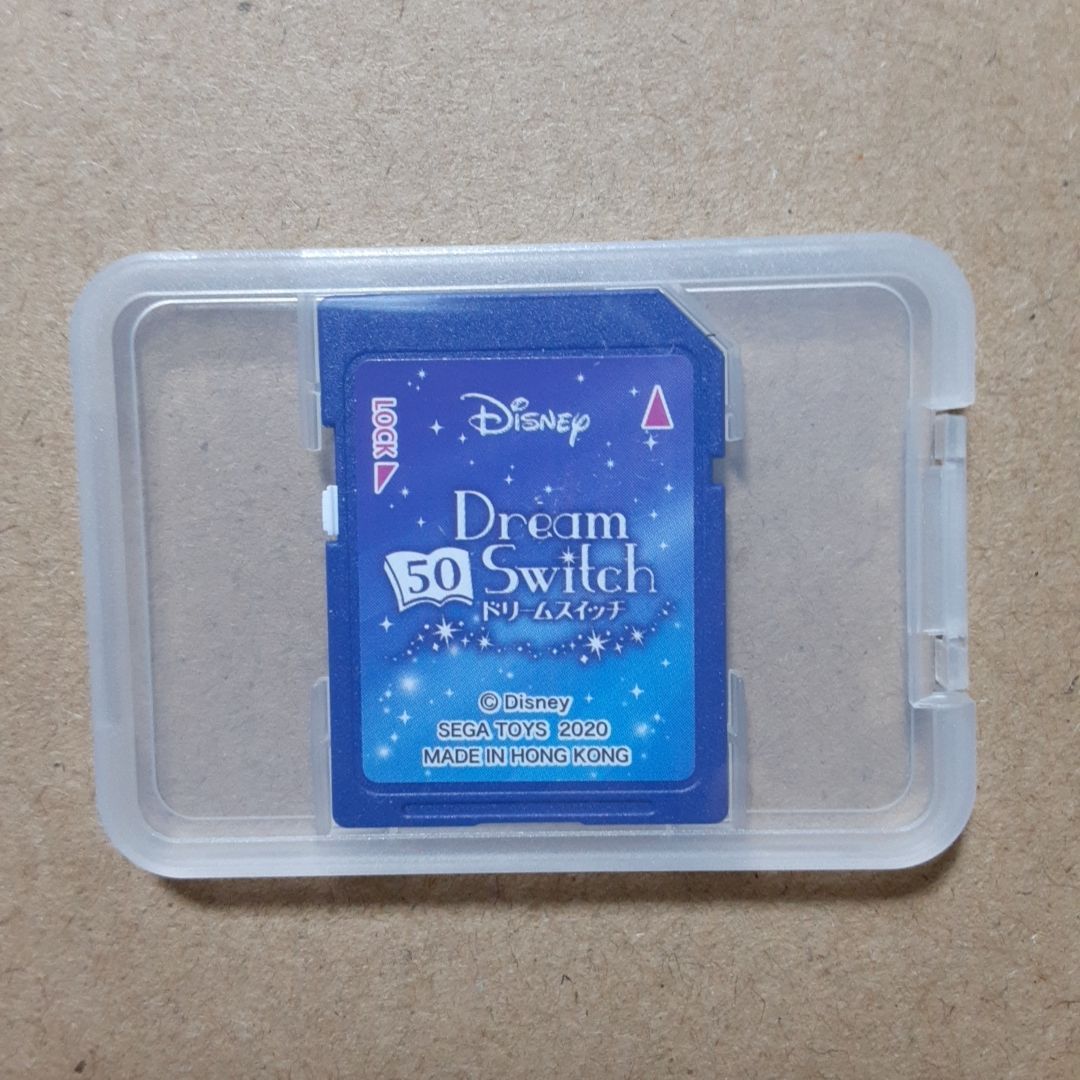 LOCK
Disney
Dream
50 Switch
ドリームスイッチ
© Disney
SEGA TOYS 2020
MADE IN HONG KONG